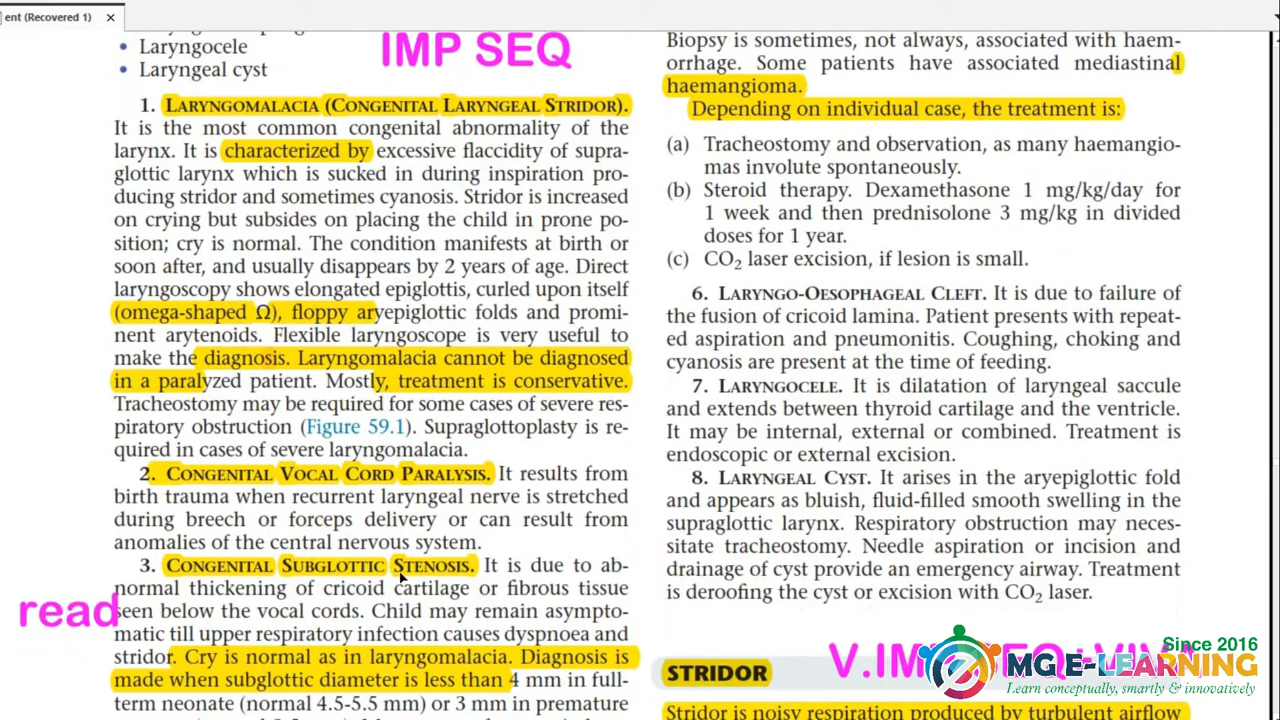 ent (Recovered 1)
• Laryngocele
• Laryngeal cyst
IMP SEQ
1. LARYNGOMALACIA (CONGENITAL LARYNGEAL STRIDOR).
It is the most common congenital abnormality of the
larynx. It is characterized by excessive flaccidity of supra-
glottic larynx which is sucked in during inspiration pro-
ducing stridor and sometimes cyanosis. Stridor is increased
on crying but subsides on placing the child in prone po-
sition; cry is normal. The condition manifests at birth or
soon after, and usually disappears by 2 years of age. Direct
laryngoscopy shows elongated epiglottis, curled upon itself
(omega-shaped Ω), floppy aryepiglottic folds and promi-
nent arytenoids. Flexible laryngoscope is very useful to
make the diagnosis. Laryngomalacia cannot be diagnosed
in a paralyzed patient. Mostly, treatment is conservative.
Tracheostomy may be required for some cases of severe res-
piratory obstruction (Figure 59.1). Supraglottoplasty is re-
quired in cases of severe laryngomalacia.
2. CONGENITAL VOCAL CORD PARALYSIS. It results from
birth trauma when recurrent laryngeal nerve is stretched
during breech or forceps delivery or can result from
anomalies of the central nervous system.
3. CONGENITAL SUBGLOTTIC STENOSIS. It is due to ab-
normal thickening of cricoid cartilage or fibrous tissue
seen below the vocal cords. Child may remain asympto-
matic till upper respiratory infection causes dyspnoea and
stridor. Cry is normal as in laryngomalacia. Diagnosis is
made when subglottic diameter is less than 4 mm in full-
term neonate (normal 4.5-5.5 mm) or 3 mm in premature
read
Biopsy is sometimes, not always, associated with haem-
orrhage. Some patients have associated mediastinal
haemangioma.
Depending on individual case, the treatment is:
(a) Tracheostomy and observation, as many haemangio-
mas involute spontaneously.
(b) Steroid therapy. Dexamethasone 1 mg/kg/day for
1 week and then prednisolone 3 mg/kg in divided
doses for 1 year.
(c) CO₂ laser excision, if lesion is small.
6. LARYNGO-OESOPHAGEAL CLEFT. It is due to failure of
the fusion of cricoid lamina. Patient presents with repeat-
ed aspiration and pneumonitis. Coughing, choking and
cyanosis are present at the time of feeding.
7. LARYNGOCELE. It is dilatation of laryngeal saccule
and extends between thyroid cartilage and the ventricle.
It may be internal, external or combined. Treatment is
endoscopic or external excision.
8. LARYNGEAL CYST. It arises in the aryepiglottic fold
and appears as bluish, fluid-filled smooth swelling in the
supraglottic larynx. Respiratory obstruction may neces-
sitate tracheostomy. Needle aspiration or incision and
drainage of cyst provide an emergency airway. Treatment
is deroofing the cyst or excision with CO₂ laser.
V.IM
STRIDOR
Stridor is noisy respiration produced by turbulent airflow
Since 2016
MG E-LEARNING
Learn conceptually, smartly & innovatively